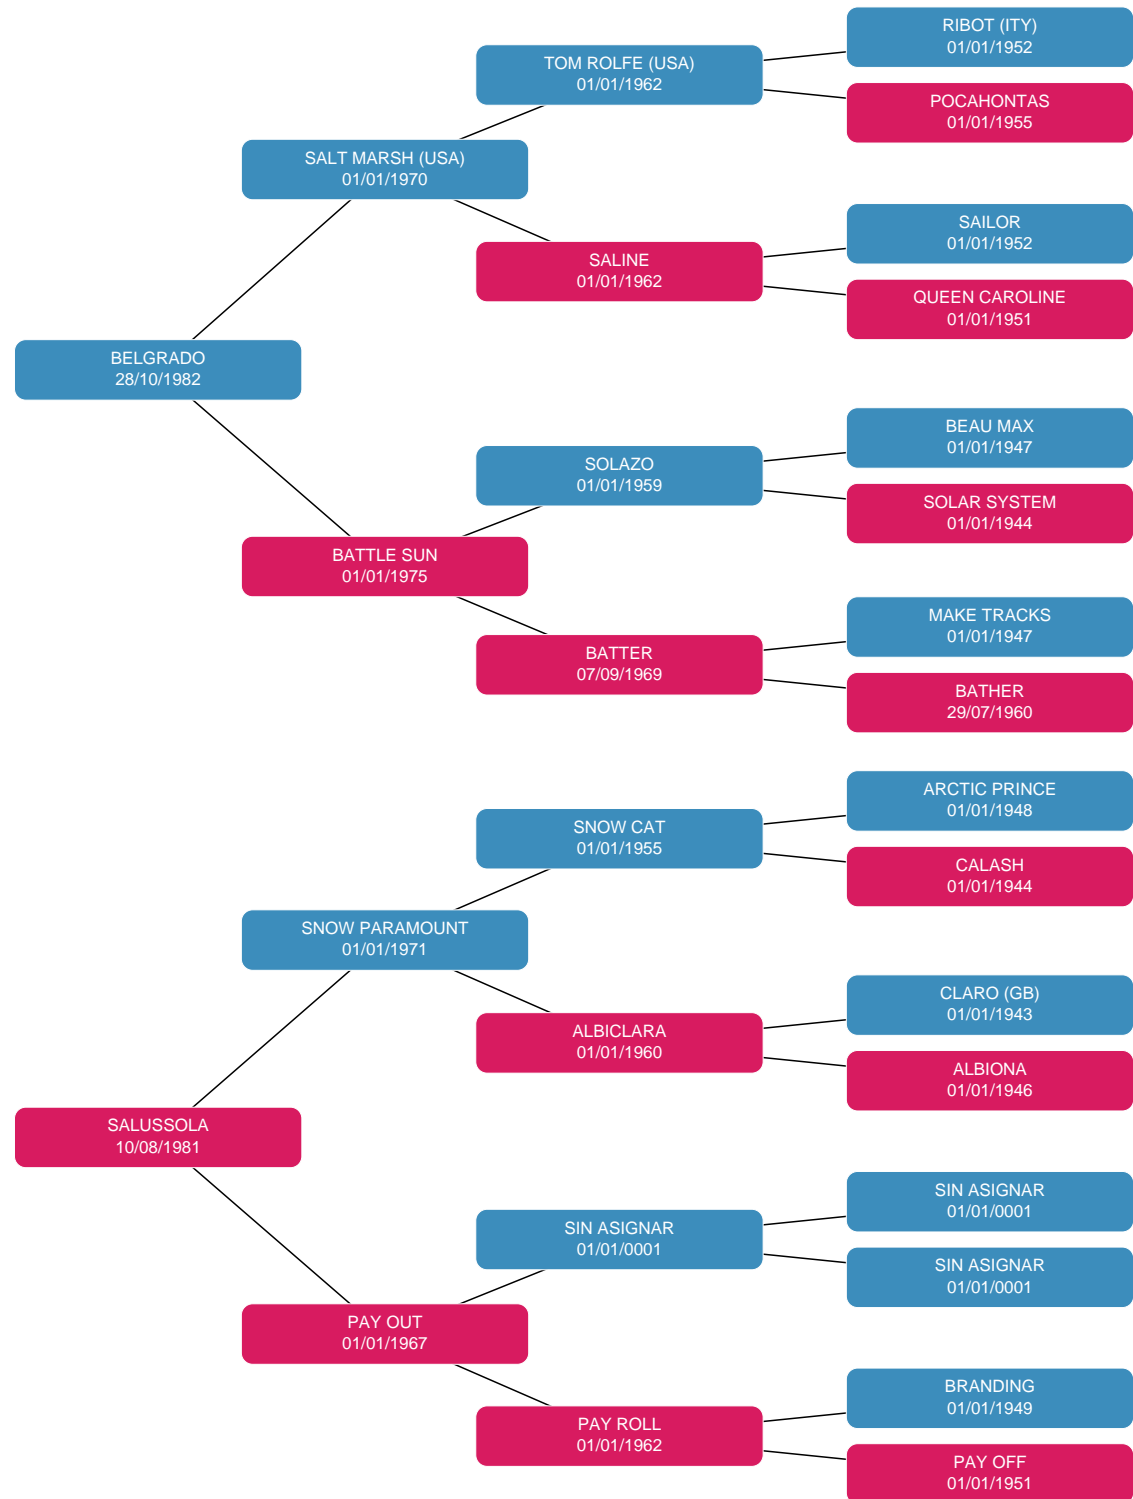 RIBOT (ITY)
01/01/1952
TOM ROLFE (USA)
01/01/1962
POCAHONTAS
01/01/1955
SALT MARSH (USA)
01/01/1970
SAILOR
01/01/1952
SALINE
01/01/1962
QUEEN CAROLINE
01/01/1951
BELGRADO
28/10/1982
BEAU MAX
01/01/1947
SOLAZO
01/01/1959
SOLAR SYSTEM
01/01/1944
BATTLE SUN
01/01/1975
MAKE TRACKS
01/01/1947
BATTER
07/09/1969
BATHER
29/07/1960
ARCTIC PRINCE
01/01/1948
SNOW CAT
01/01/1955
CALASH
01/01/1944
SNOW PARAMOUNT
01/01/1971
CLARO (GB)
01/01/1943
ALBICLARA
01/01/1960
ALBIONA
01/01/1946
SALUSSOLA
10/08/1981
SIN ASIGNAR
01/01/0001
SIN ASIGNAR
01/01/0001
SIN ASIGNAR
01/01/0001
PAY OUT
01/01/1967
BRANDING
01/01/1949
PAY ROLL
01/01/1962
PAY OFF
01/01/1951